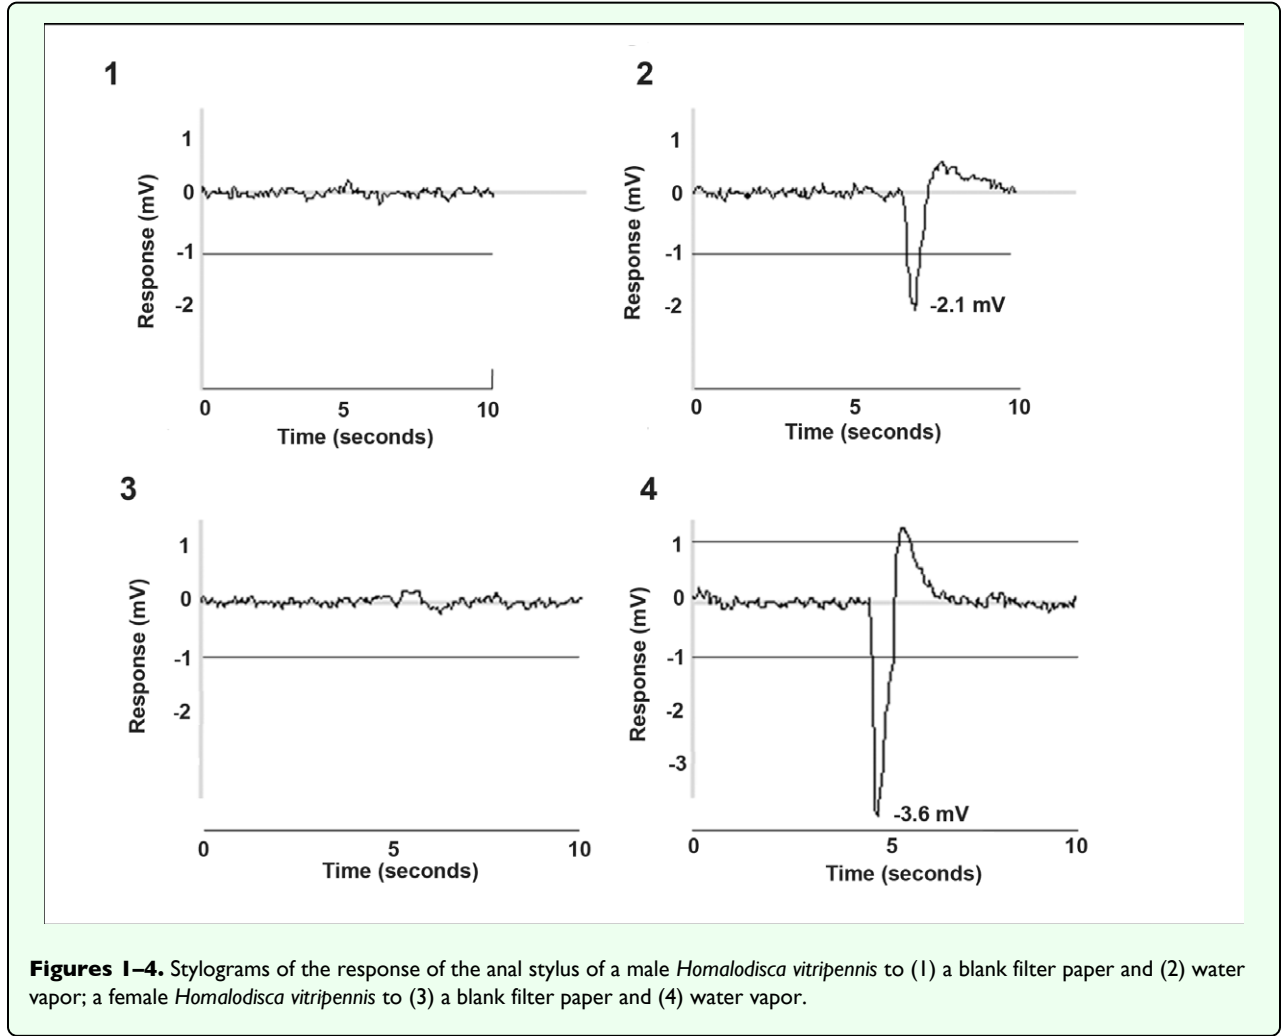 1
1
0
-1
-2
Response (mV)
0 5 10
Time (seconds)
2
1
0
-1
-2
Response (mV)
-2.1 mV
0 5 10
Time (seconds)
3
1
0
-1
-2
Response (mV)
0 5 10
Time (seconds)
4
1
0
-1
-2
-3
Response (mV)
-3.6 mV
0 5 10
Time (seconds)
Figures 1–4. Stylograms of the response of the anal stylus of a male Homalodisca vitripennis to (1) a blank filter paper and (2) water
vapor; a female Homalodisca vitripennis to (3) a blank filter paper and (4) water vapor.